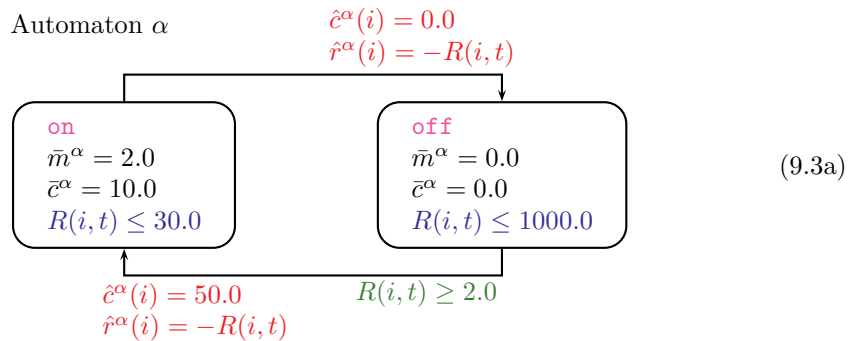 Automaton α
ĉ^α(i) = 0.0
r̂^α(i) = −R(i, t)
on
m̄^α = 2.0
c̄^α = 10.0
R(i, t) ≤ 30.0
off
m̄^α = 0.0
c̄^α = 0.0
R(i, t) ≤ 1000.0
(9.3a)
ĉ^α(i) = 50.0
r̂^α(i) = −R(i, t)
R(i, t) ≥ 2.0